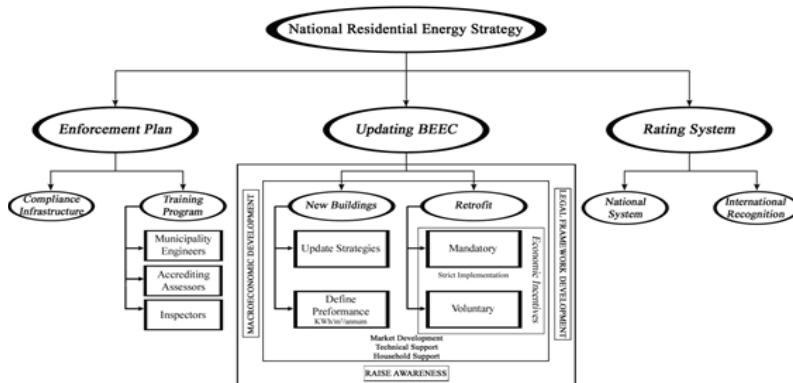 National Residential Energy Strategy
Enforcement Plan
Updating BEEC
Rating System
Compliance
Infrastructure
Training
Program
Municipality
Engineers
Accrediting
Assessors
Inspectors
MACROECONOMIC DEVELOPMENT
New Buildings
Retrofit
Update Strategies
Mandatory
Strict Implementation
Define
Preformance
KWh/m²/annum
Voluntary
Economic Incentives
LEGAL FRAMEWORK DEVELOPMENT
Market Development
Technical Support
Household Support
RAISE AWARENESS
National
System
International
Recognition